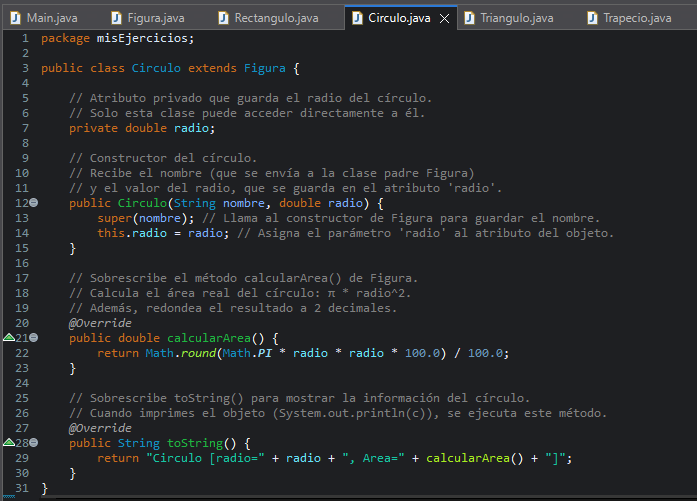 Main.java Figura.java Rectangulo.java Circulo.java Triangulo.java Trapecio.java
1 package misEjercicios;
2
3 public class Circulo extends Figura {
4
5 // Atributo privado que guarda el radio del círculo.
6 // Solo esta clase puede acceder directamente a él.
7 private double radio;
8
9 // Constructor del círculo.
10 // Recibe el nombre (que se envía a la clase padre Figura)
11 // y el valor del radio, que se guarda en el atributo 'radio'.
12 public Circulo(String nombre, double radio) {
13 super(nombre); // Llama al constructor de Figura para guardar el nombre.
14 this.radio = radio; // Asigna el parámetro 'radio' al atributo del objeto.
15 }
16
17 // Sobrescribe el método calcularArea() de Figura.
18 // Calcula el área real del círculo: π * radio^2.
19 // Además, redondea el resultado a 2 decimales.
20 @Override
21 public double calcularArea() {
22 return Math.round(Math.PI * radio * radio * 100.0) / 100.0;
23 }
24
25 // Sobrescribe toString() para mostrar la información del círculo.
26 // Cuando imprimes el objeto (System.out.println(c)), se ejecuta este método.
27 @Override
28 public String toString() {
29 return "Circulo [radio=" + radio + ", Area=" + calcularArea() + "]";
30 }
31 }